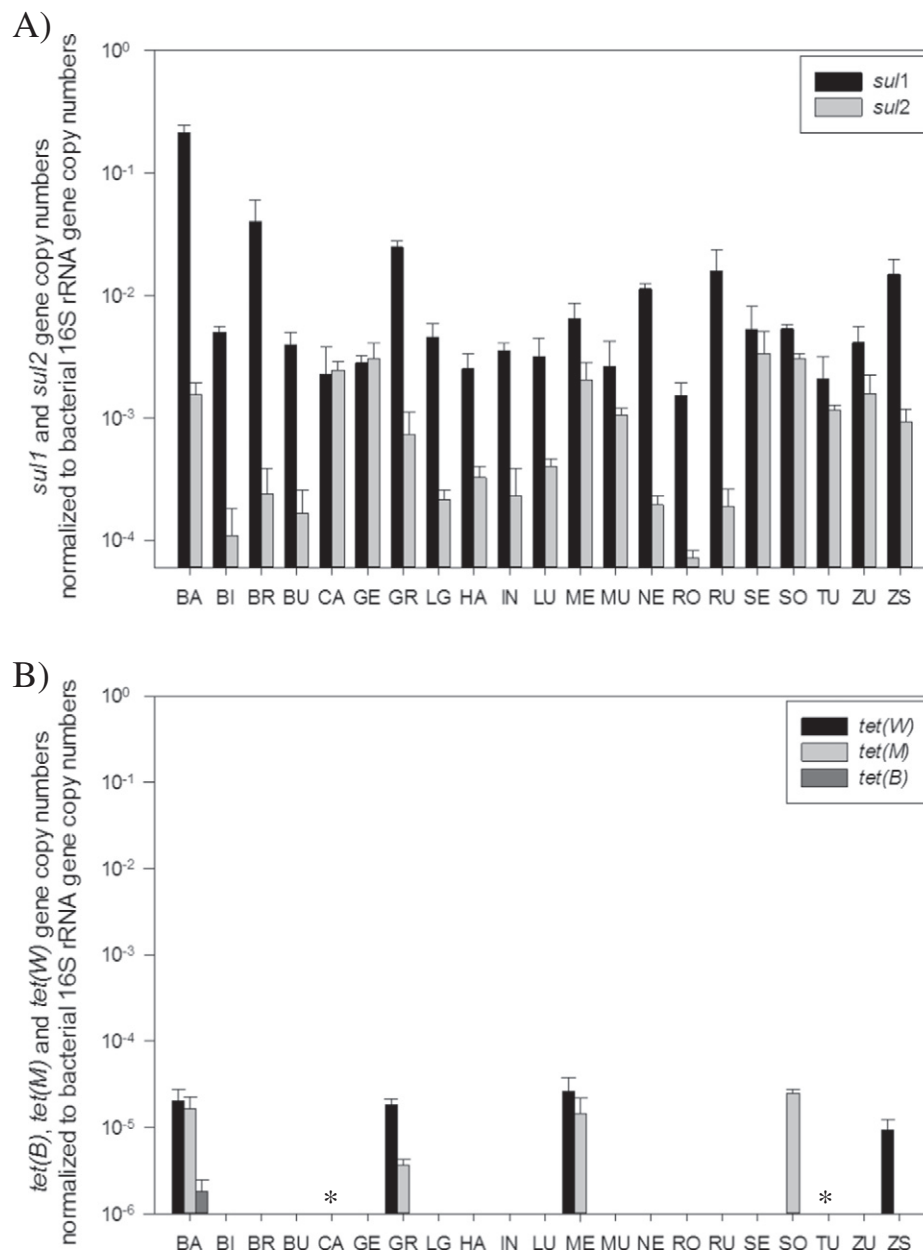 A)
sul1 and sul2 gene copy numbers
normalized to bacterial 16S rRNA gene copy numbers
10⁰
10⁻¹
10⁻²
10⁻³
10⁻⁴
sul1
sul2
BA BI BR BU CA GE GR LG HA IN LU ME MU NE RO RU SE SO TU ZU ZS
B)
tet(B), tet(M) and tet(W) gene copy numbers
normalized to bacterial 16S rRNA gene copy numbers
10⁰
10⁻¹
10⁻²
10⁻³
10⁻⁴
10⁻⁵
10⁻⁶
tet(W)
tet(M)
tet(B)
* *
BA BI BR BU CA GE GR LG HA IN LU ME MU NE RO RU SE SO TU ZU ZS